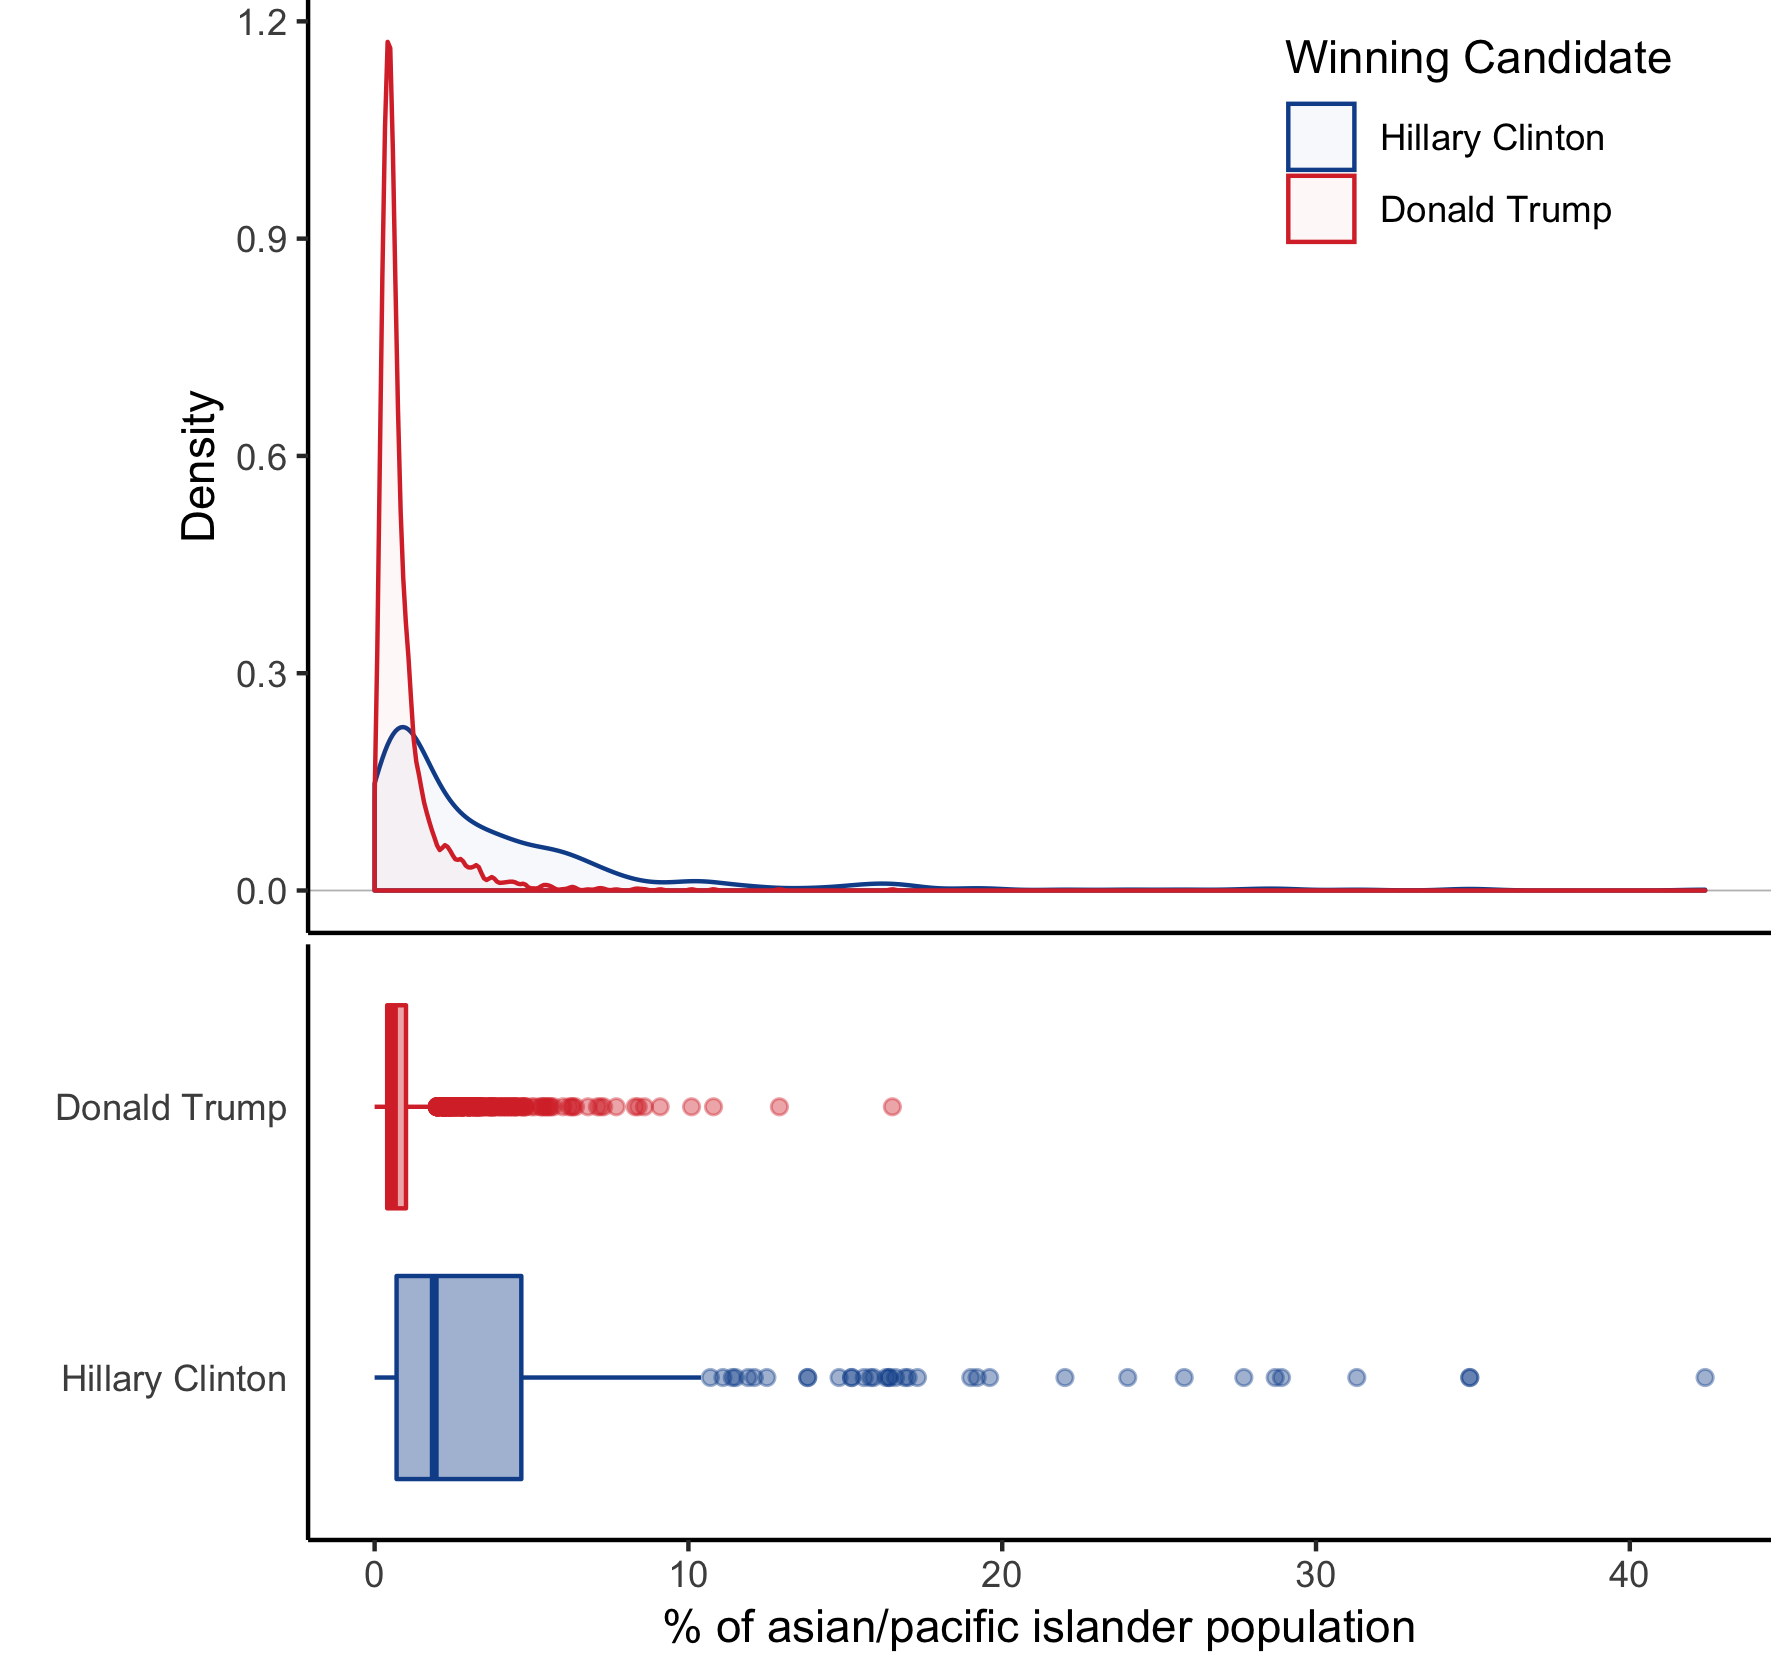 1.2
0.9
0.6
0.3
0.0
Density
Winning Candidate
Hillary Clinton
Donald Trump
Donald Trump
Hillary Clinton
0 10 20 30 40
% of asian/pacific islander population